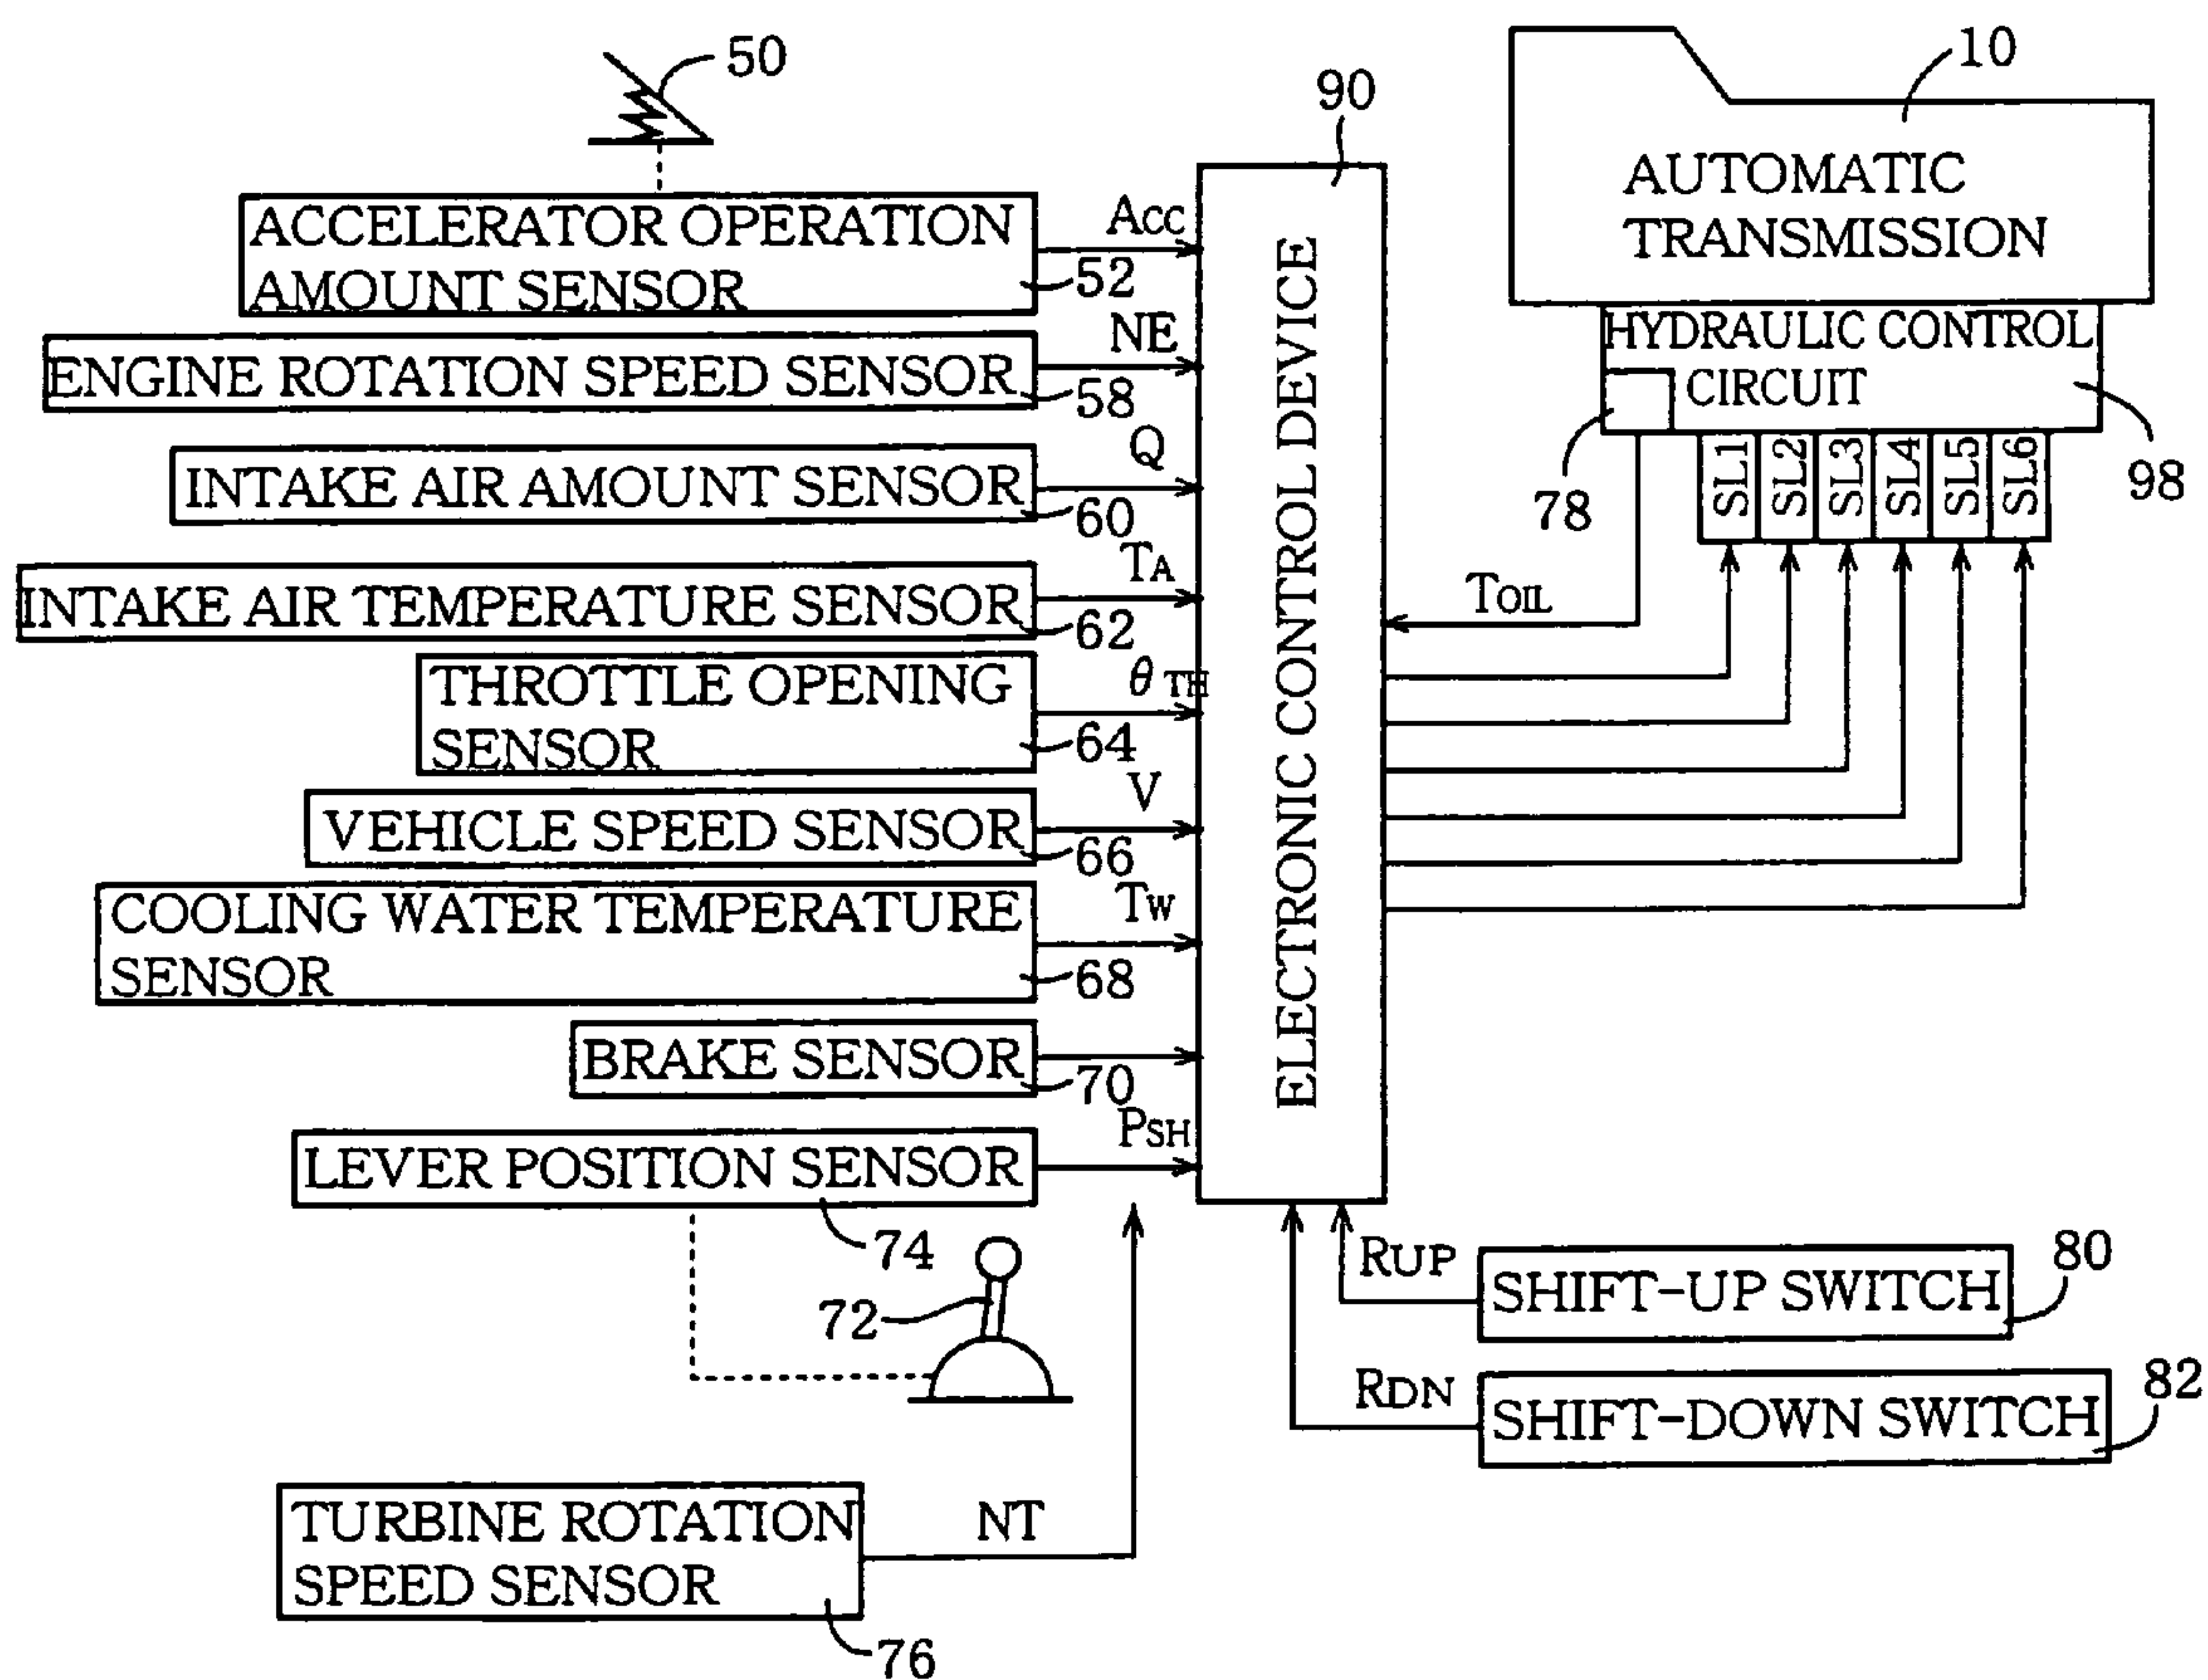 50
ACCELERATOR OPERATION
AMOUNT SENSOR
52
ACC
ENGINE ROTATION SPEED SENSOR
58
NE
INTAKE AIR AMOUNT SENSOR
60
Q
INTAKE AIR TEMPERATURE SENSOR
62
TA
THROTTLE OPENING
SENSOR
64
θTH
VEHICLE SPEED SENSOR
66
V
COOLING WATER TEMPERATURE
SENSOR
68
TW
BRAKE SENSOR
70
LEVER POSITION SENSOR
74
PSH
72
TURBINE ROTATION
SPEED SENSOR
76
NT
90
ELECTRONIC CONTROL DEVICE
10
AUTOMATIC
TRANSMISSION
HYDRAULIC CONTROL
CIRCUIT
78
98
SL1
SL2
SL3
SL4
SL5
SL6
TOIL
RUP
SHIFT-UP SWITCH
80
RDN
SHIFT-DOWN SWITCH
82